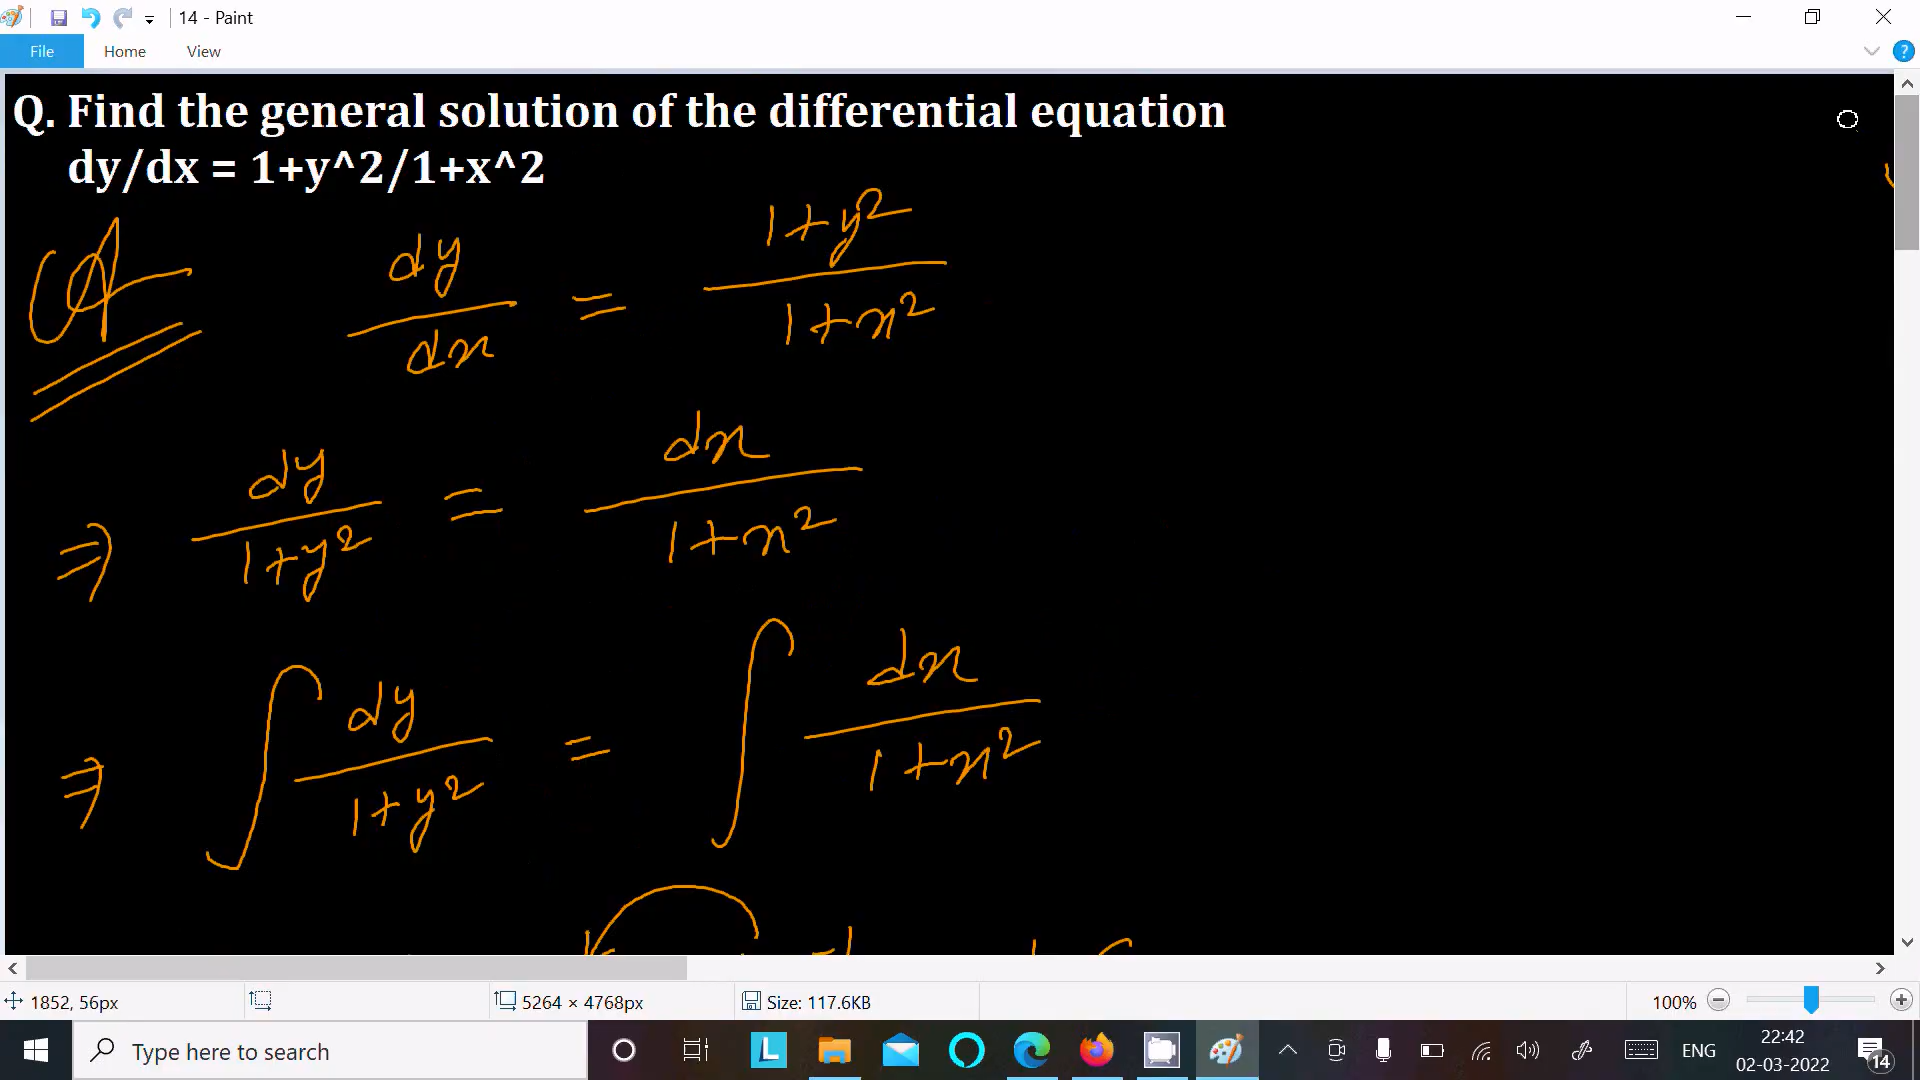 14 - Paint
File Home View
Q. Find the general solution of the differential equation
dy/dx = 1+y^2/1+x^2
dy/dx = 1+y²/1+x²
⇒ dy/1+y² = dx/1+x²
⇒ ∫ dy/1+y² = ∫ dx/1+x²
1852, 56px 5264 × 4768px Size: 117.6KB 100%
Type here to search
L
ENG
22:42
02-03-2022
14